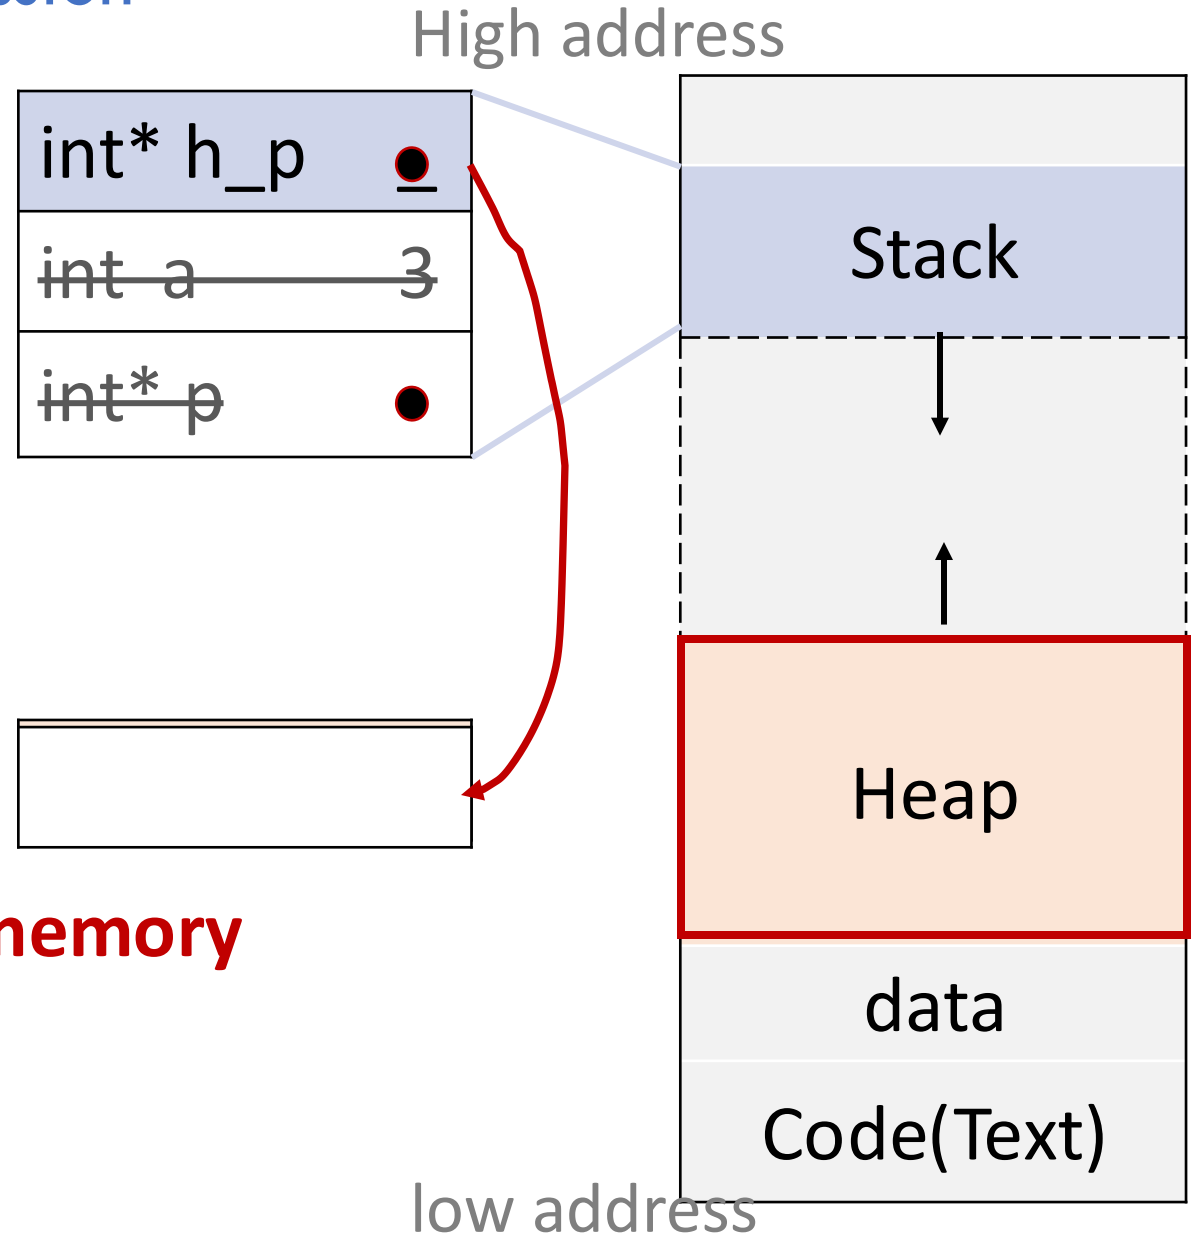 High address
int* h_p
int a 3
int* p
memory
Stack
Heap
data
Code(Text)
low address